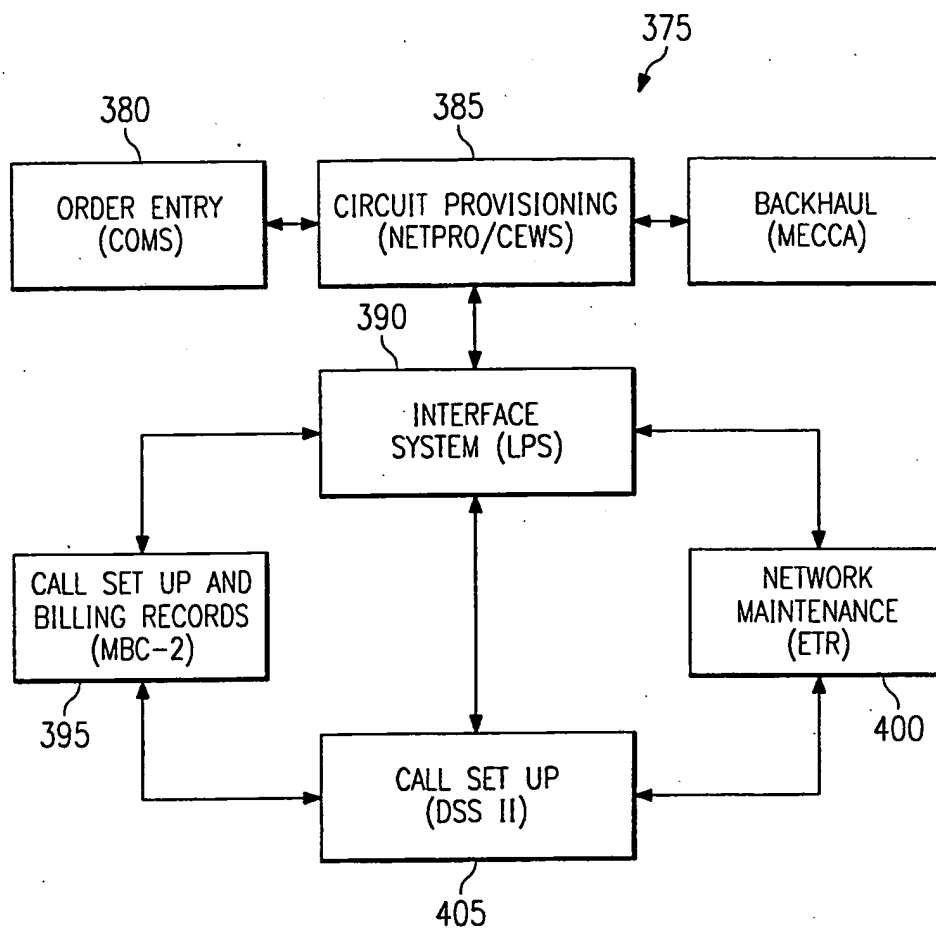 375
380
385
ORDER ENTRY
(COMS)
CIRCUIT PROVISIONING
(NETPRO/CEWS)
BACKHAUL
(MECCA)
390
INTERFACE
SYSTEM (LPS)
CALL SET UP AND
BILLING RECORDS
(MBC-2)
NETWORK
MAINTENANCE
(ETR)
395
400
CALL SET UP
(DSS II)
405